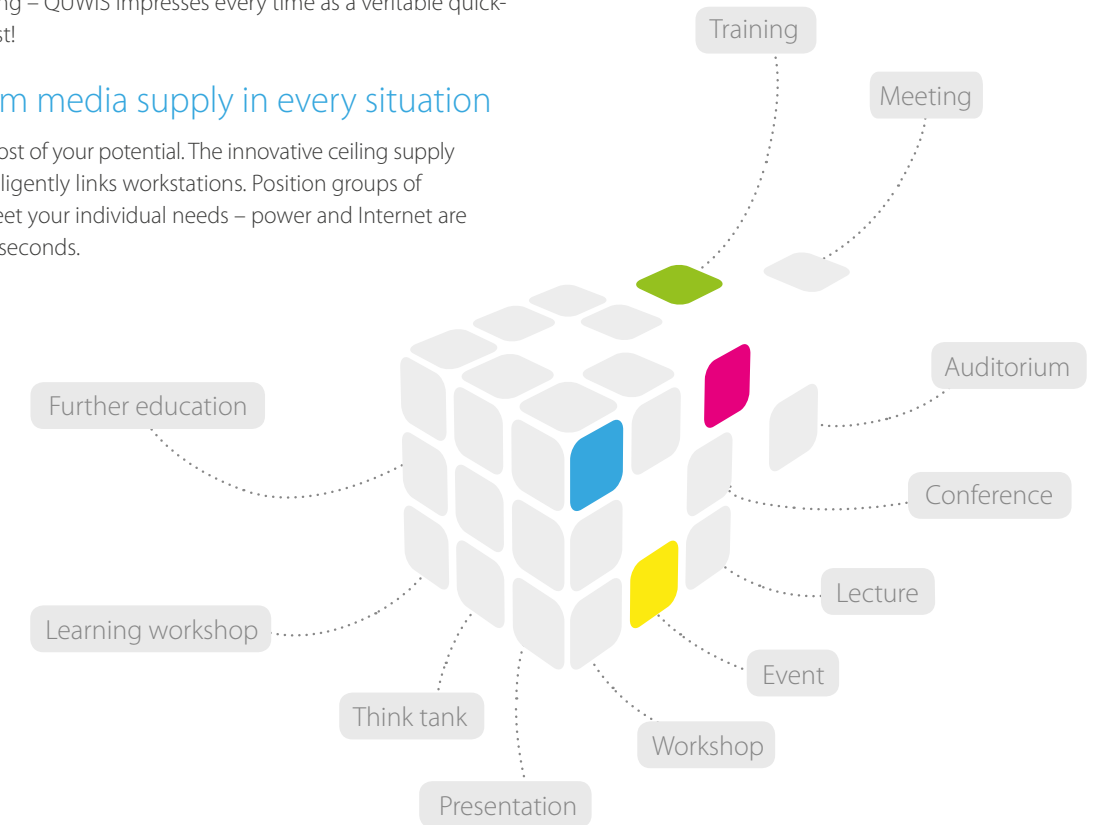 ng – QUWIS impresses every time as a veritable quick-
st!
m media supply in every situation
ost of your potential. The innovative ceiling supply
ligently links workstations. Position groups of
eet your individual needs – power and Internet are
seconds.
Training
Meeting
Auditorium
Further education
Conference
Lecture
Learning workshop
Event
Think tank
Workshop
Presentation